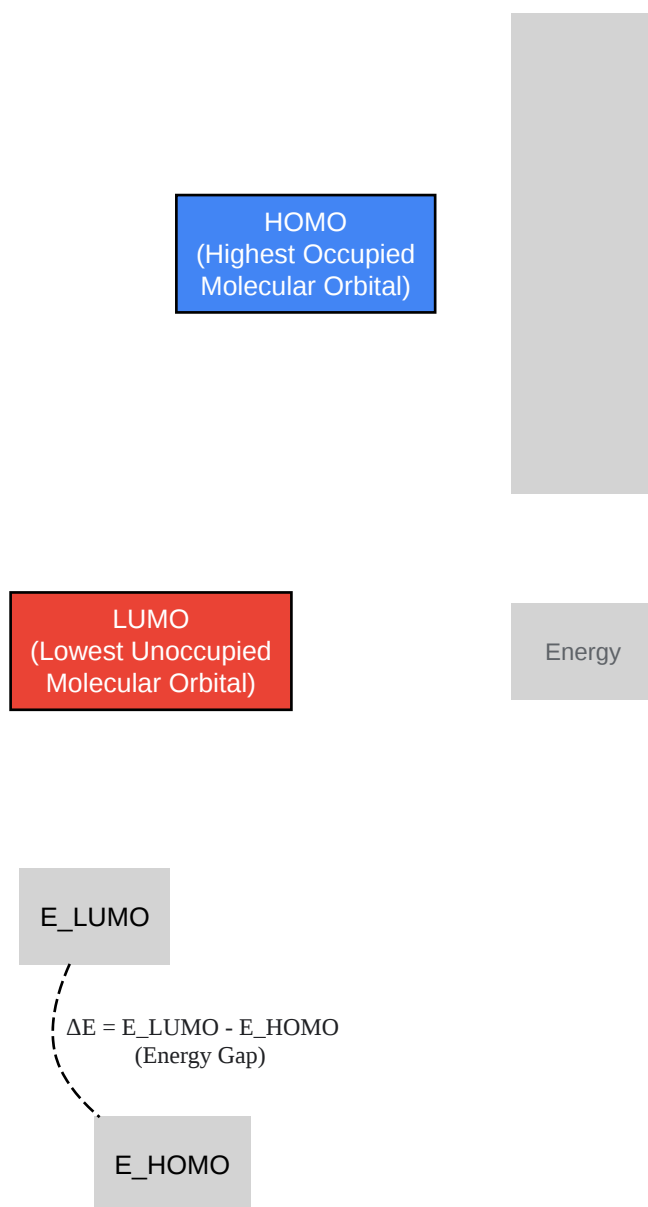 HOMO
(Highest Occupied
Molecular Orbital)
LUMO
(Lowest Unoccupied
Molecular Orbital)
Energy
E_LUMO
ΔE = E_LUMO - E_HOMO
(Energy Gap)
E_HOMO